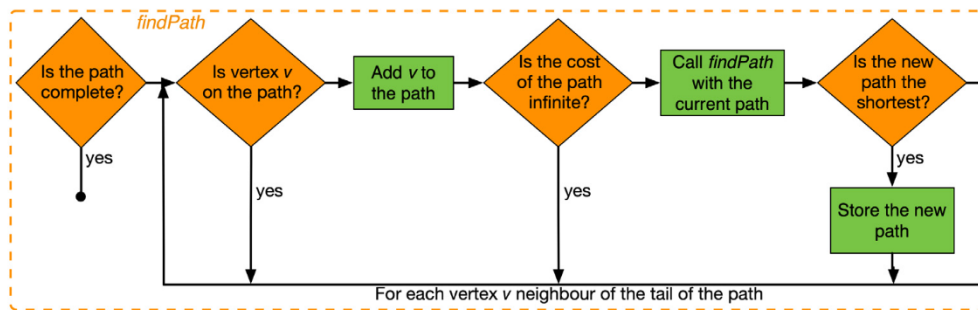 findPath
Is the path
complete?
yes
Is vertex v
on the path?
yes
Add v to
the path
Is the cost
of the path
infinite?
yes
Call findPath
with the
current path
Is the new
path the
shortest?
yes
Store the new
path
For each vertex v neighbour of the tail of the path